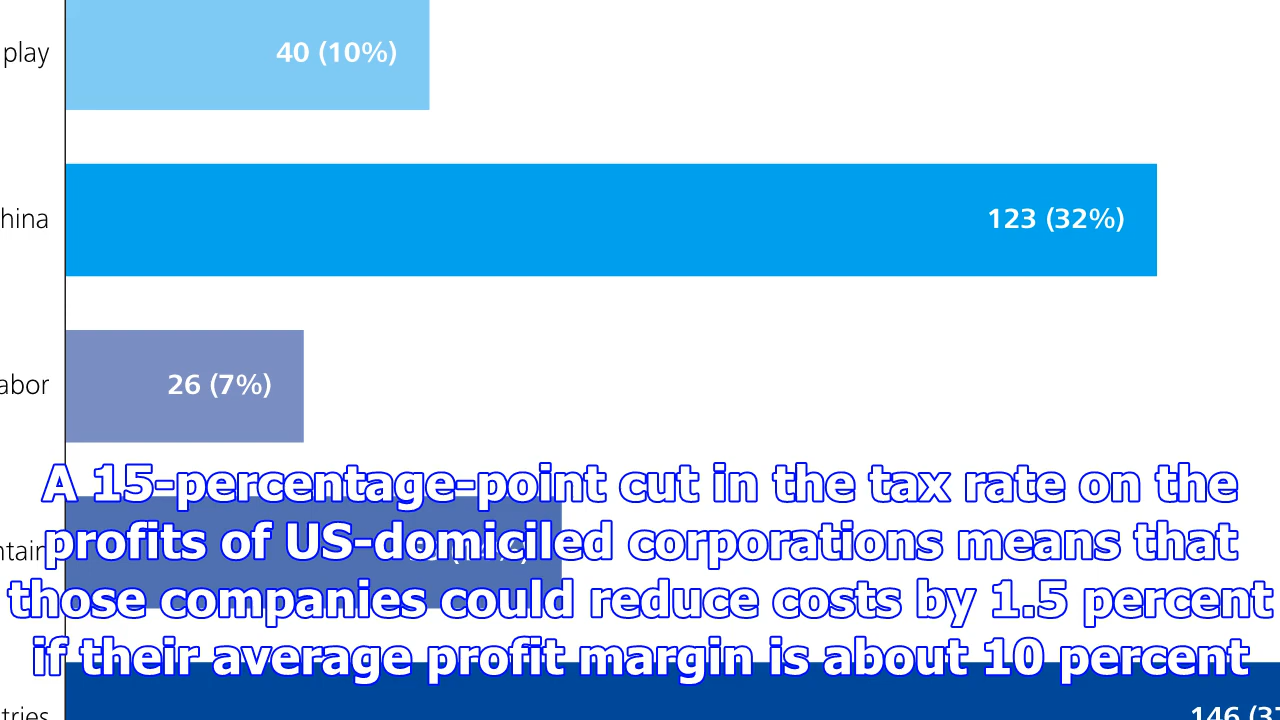 play
40 (10%)
hina
123 (32%)
abor
26 (7%)
A 15-percentage-point cut in the tax rate on the
ntain
profits of US-domiciled corporations means that
those companies could reduce costs by 1.5 percent
if their average profit margin is about 10 percent
tries
146 (37